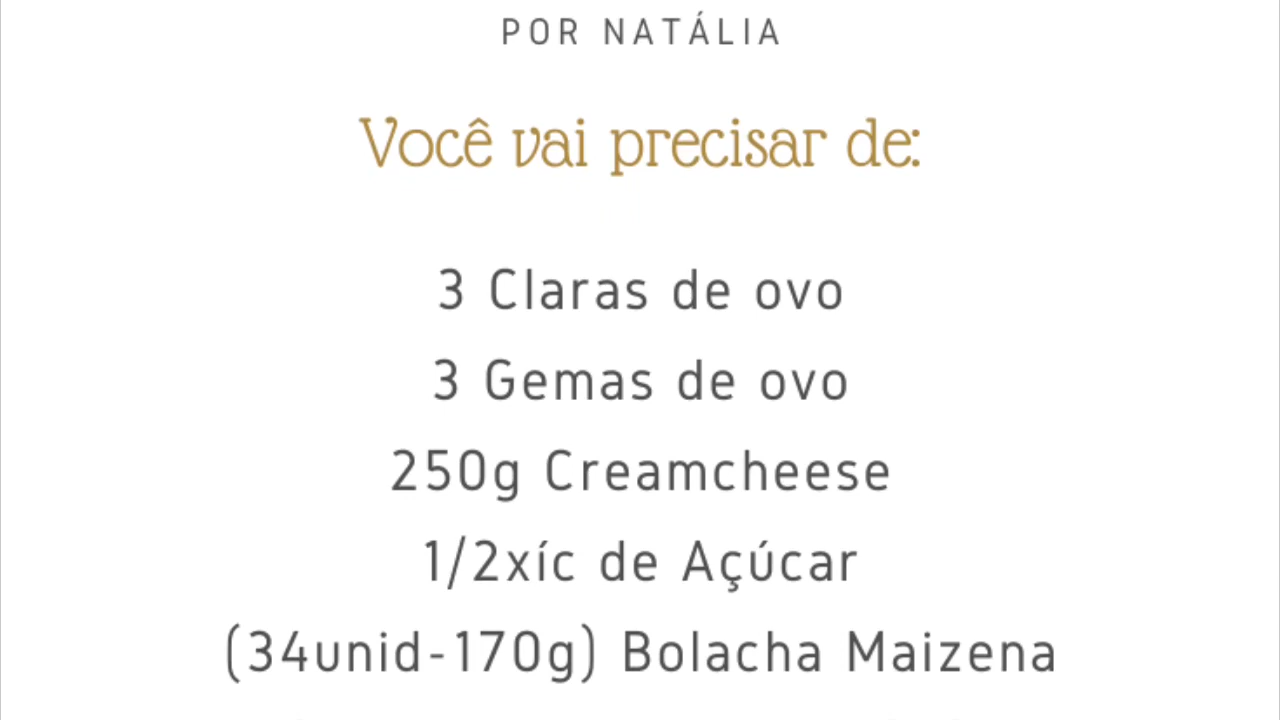 POR NATÁLIA
Você vai precisar de:
3 Claras de ovo
3 Gemas de ovo
250g Creamcheese
1/2xíc de Açúcar
(34unid-170g) Bolacha Maizena